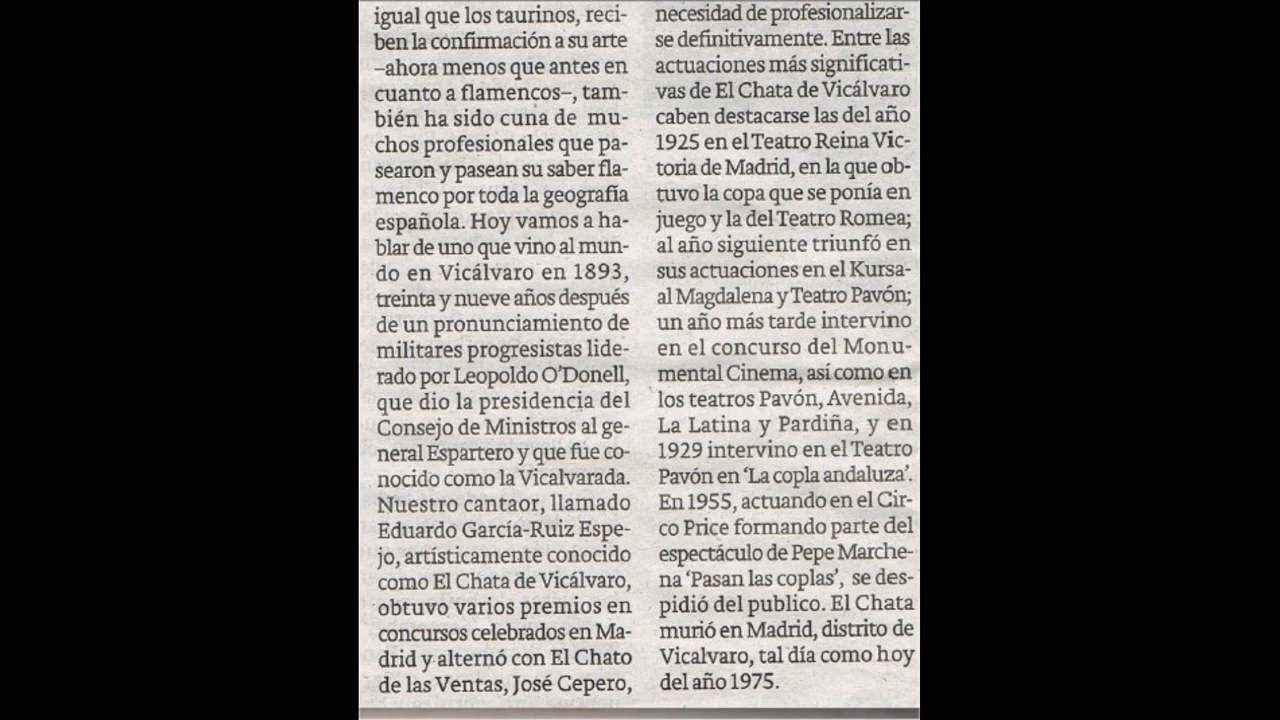 igual que los taurinos, reci-
ben la confirmación a su arte
–ahora menos que antes en
cuanto a flamencos–, tam-
bién ha sido cuna de mu-
chos profesionales que pa-
searon y pasean su saber fla-
menco por toda la geografía
española. Hoy vamos a ha-
blar de uno que vino al mun-
do en Vicálvaro en 1893,
treinta y nueve años después
de un pronunciamiento de
militares progresistas lide-
rado por Leopoldo O’Donell,
que dio la presidencia del
Consejo de Ministros al ge-
neral Espartero y que fue co-
nocido como la Vicalvarada.
Nuestro cantaor, llamado
Eduardo García-Ruiz Espe-
jo, artísticamente conocido
como El Chata de Vicálvaro,
obtuvo varios premios en
concursos celebrados en Ma-
drid y alternó con El Chato
de las Ventas, José Cepero,
necesidad de profesionalizar-
se definitivamente. Entre las
actuaciones más significati-
vas de El Chata de Vicálvaro
caben destacarse las del año
1925 en el Teatro Reina Vic-
toria de Madrid, en la que ob-
tuvo la copa que se ponía en
juego y la del Teatro Romea;
al año siguiente triunfó en
sus actuaciones en el Kursa-
al Magdalena y Teatro Pavón;
un año más tarde intervino
en el concurso del Monu-
mental Cinema, así como en
los teatros Pavón, Avenida,
La Latina y Pardiña, y en
1929 intervino en el Teatro
Pavón en ‘La copla andaluza’.
En 1955, actuando en el Cir-
co Price formando parte del
espectáculo de Pepe Marche-
na ‘Pasan las coplas’, se des-
pidió del publico. El Chata
murió en Madrid, distrito de
Vicalvaro, tal día como hoy
del año 1975.